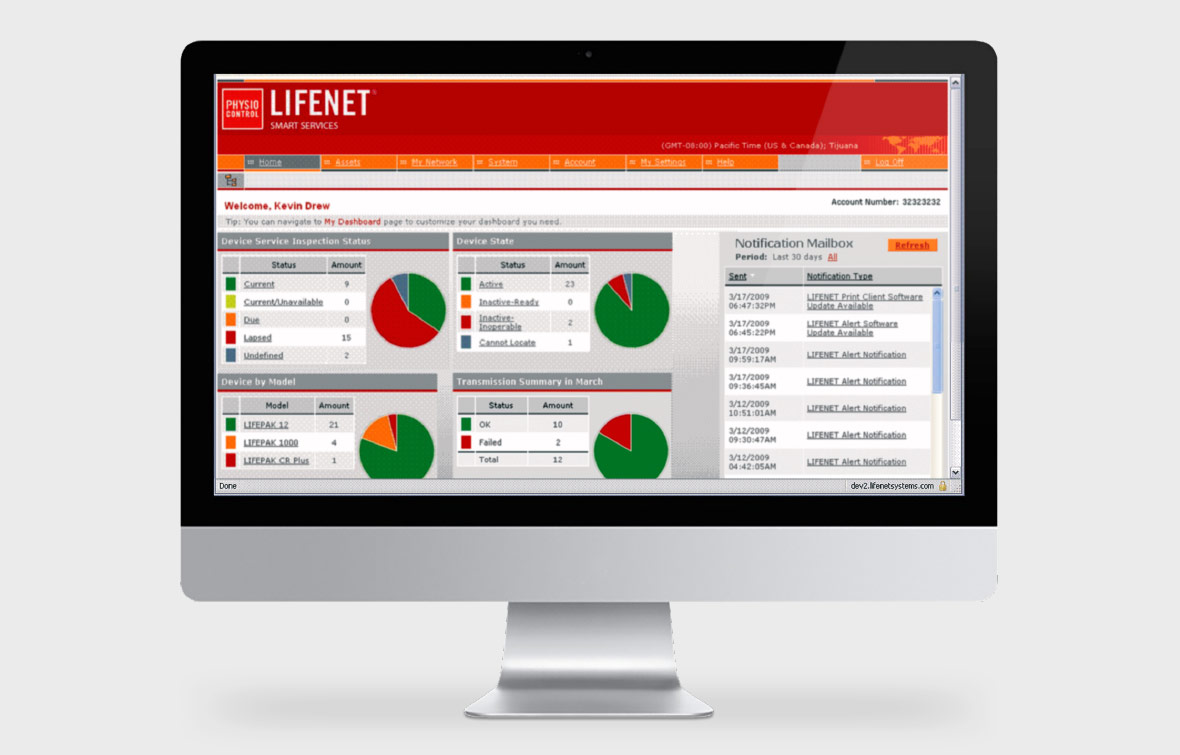 PHYSIO
CONTROL
LIFENET®
SMART SERVICES
(GMT-08:00) Pacific Time (US & Canada); Tijuana
Home Assets My Network System Account My Settings Help Log Off
Welcome, Kevin Drew
Account Number: 32323232
Tip: You can navigate to My Dashboard page to customize your dashboard you need.
Device Service Inspection Status
Status Amount
Current 9
Current/Unavailable 0
Due 0
Lapsed 15
Undefined 2
Device State
Status Amount
Active 23
Inactive-Ready 0
Inactive-
Inoperable 2
Cannot Locate 1
Device by Model
Model Amount
LIFEPAK 12 21
LIFEPAK 1000 4
LIFEPAK CR Plus 1
Transmission Summary in March
Status Amount
OK 10
Failed 2
Total 12
Notification Mailbox
Refresh
Period: Last 30 days All
Sent Notification Type
3/17/2009 LIFENET Print Client Software
06:47:32PM Update Available
3/17/2009 LIFENET Alert Software
06:45:22PM Update Available
3/17/2009
09:59:17AM LIFENET Alert Notification
3/17/2009
09:36:45AM LIFENET Alert Notification
3/12/2009
10:51:01AM LIFENET Alert Notification
3/12/2009
09:30:47AM LIFENET Alert Notification
3/12/2009
04:42:05AM LIFENET Alert Notification
Done
dev2.lifenetsystems.com